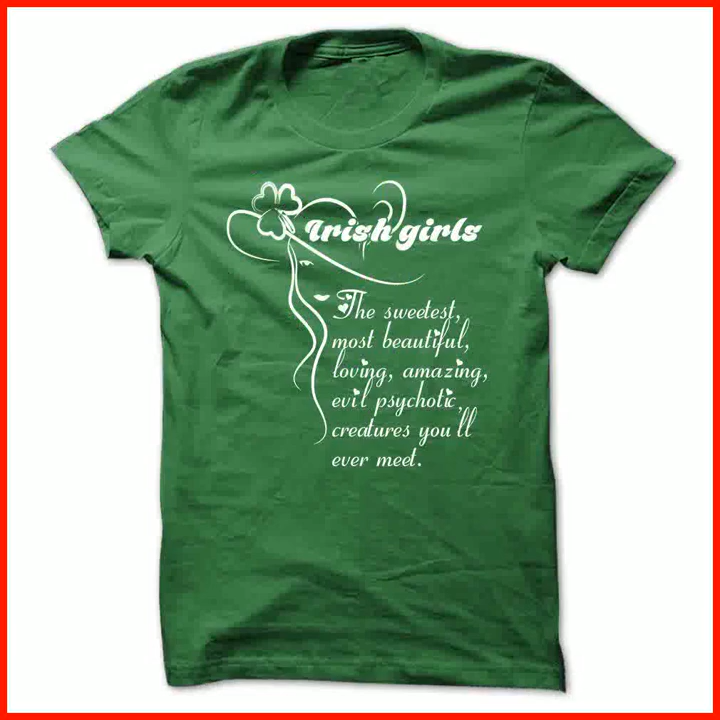 Irish girls
The sweetest,
most beautiful,
loving, amazing,
evil psychotic,
creatures you'll
ever meet.